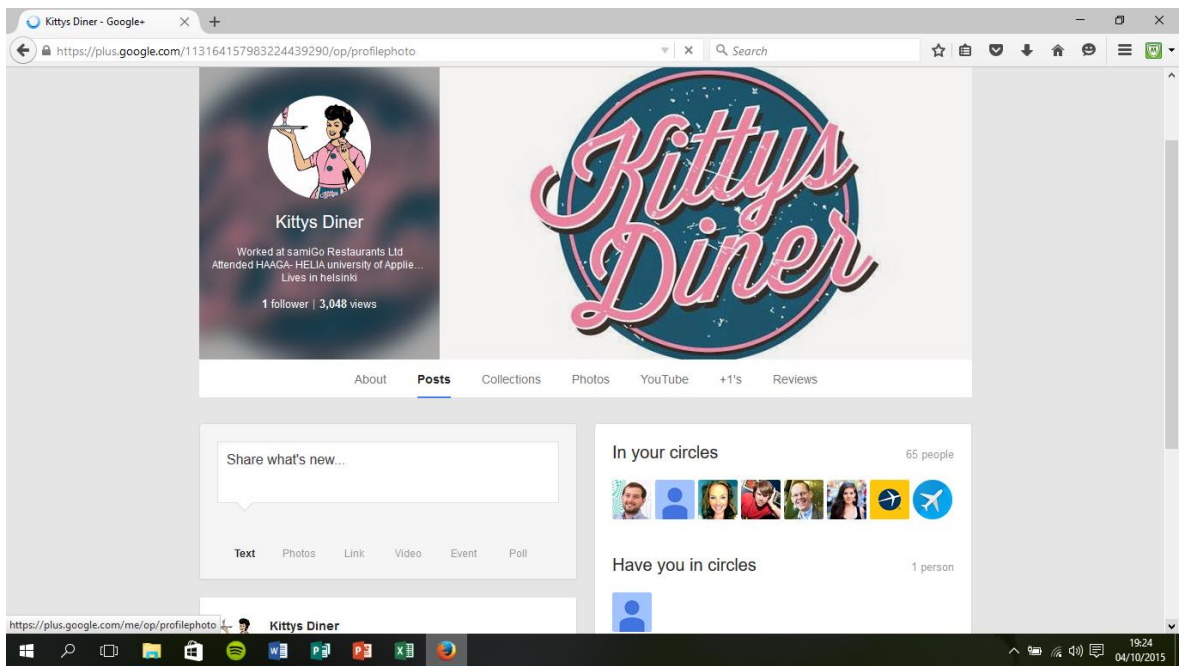 Kittys Diner - Google+
https://plus.google.com/113164157983224439290/op/profilephoto
Search
Kittys Diner
Worked at samiGo Restaurants Ltd
Attended HAAGA- HELIA university of Applie...
Lives in helsinki
1 follower | 3,048 views
Kittys
Diner
About Posts Collections Photos YouTube +1's Reviews
Share what's new...
Text Photos Link Video Event Poll
In your circles 65 people
Have you in circles 1 person
Kittys Diner
https://plus.google.com/me/op/profilephoto
19:24
04/10/2015